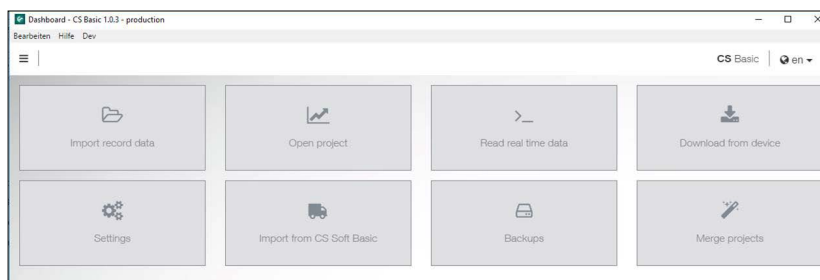 Dashboard - CS Basic 1.0.3 - production
Bearbeiten Hilfe Dev
CS Basic en
Import record data Open project Read real time data Download from device
Settings Import from CS Soft Basic Backups Merge projects